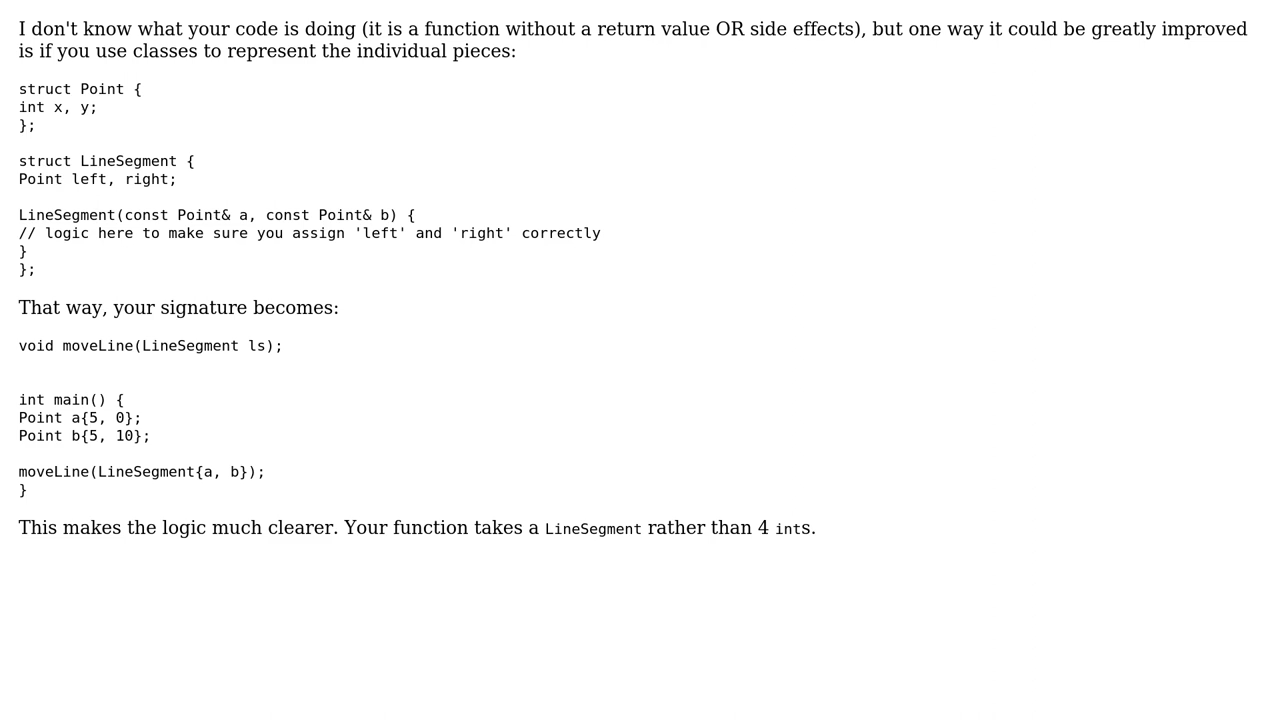 I don't know what your code is doing (it is a function without a return value OR side effects), but one way it could be greatly improved
is if you use classes to represent the individual pieces:
struct Point {
int x, y;
};
struct LineSegment {
Point left, right;
LineSegment(const Point& a, const Point& b) {
// logic here to make sure you assign 'left' and 'right' correctly
}
};
That way, your signature becomes:
void moveLine(LineSegment ls);
int main() {
Point a{5, 0};
Point b{5, 10};
moveLine(LineSegment{a, b});
}
This makes the logic much clearer. Your function takes a LineSegment rather than 4 ints.